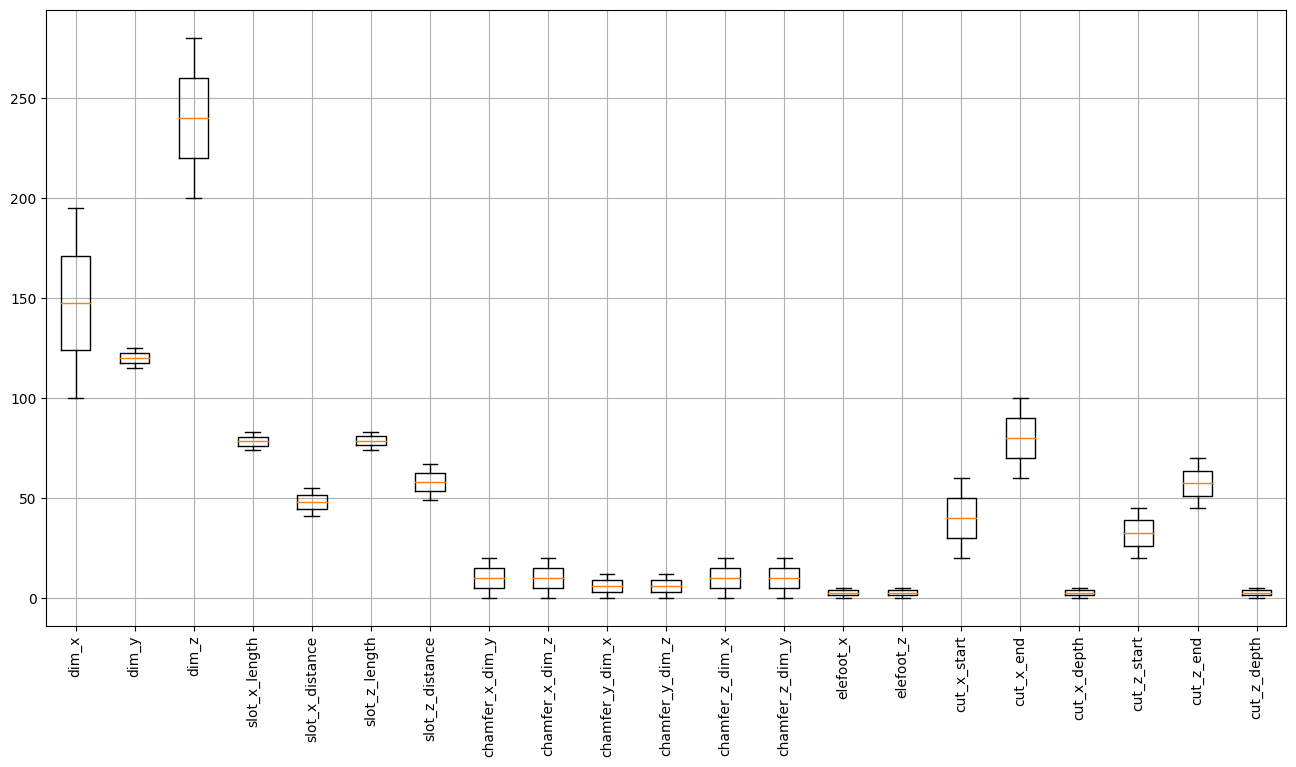 250
200
150
100
50
0
dim_x
dim_y
dim_z
slot_x_length
slot_x_distance
slot_z_length
slot_z_distance
chamfer_x_dim_y
chamfer_x_dim_z
chamfer_y_dim_x
chamfer_y_dim_z
chamfer_z_dim_x
chamfer_z_dim_y
elefoot_x
elefoot_z
cut_x_start
cut_x_end
cut_x_depth
cut_z_start
cut_z_end
cut_z_depth